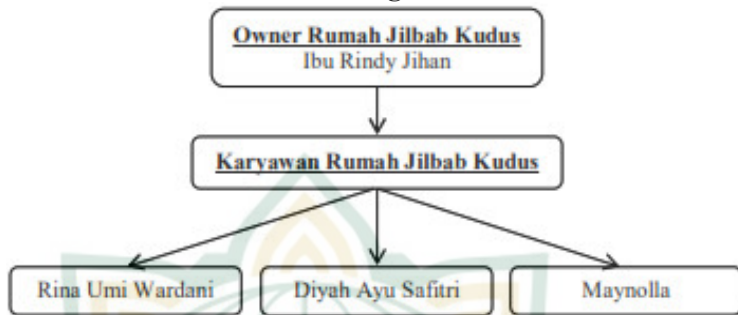 Owner Rumah Jilbab Kudus
Ibu Rindy Jihan
Karyawan Rumah Jilbab Kudus
Rina Umi Wardani
Diyah Ayu Safitri
Maynolla